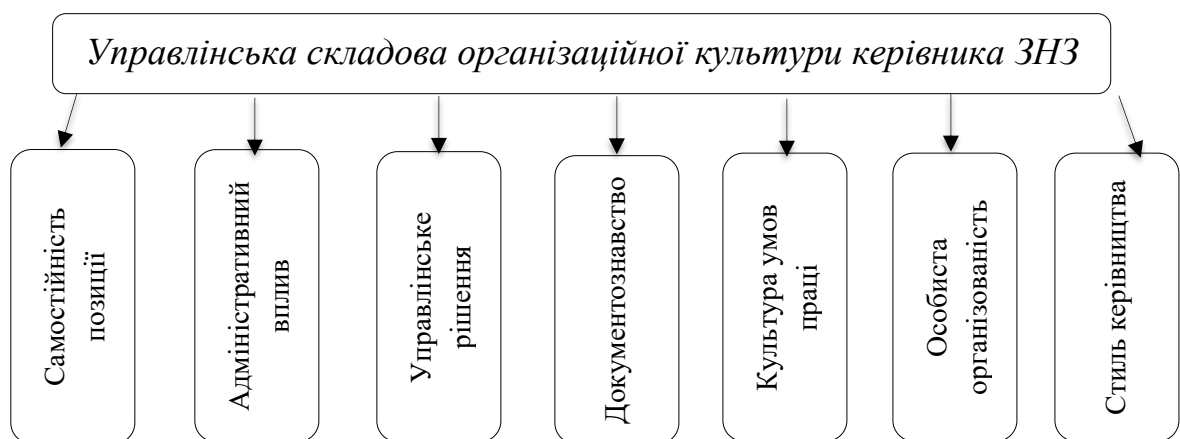 Управлінська складова організаційної культури керівника ЗНЗ
Самостійність
позиції
Адміністративний
вплив
Управлінське
рішення
Документознавство
Культура умов
праці
Особиста
організованість
Стиль керівництва